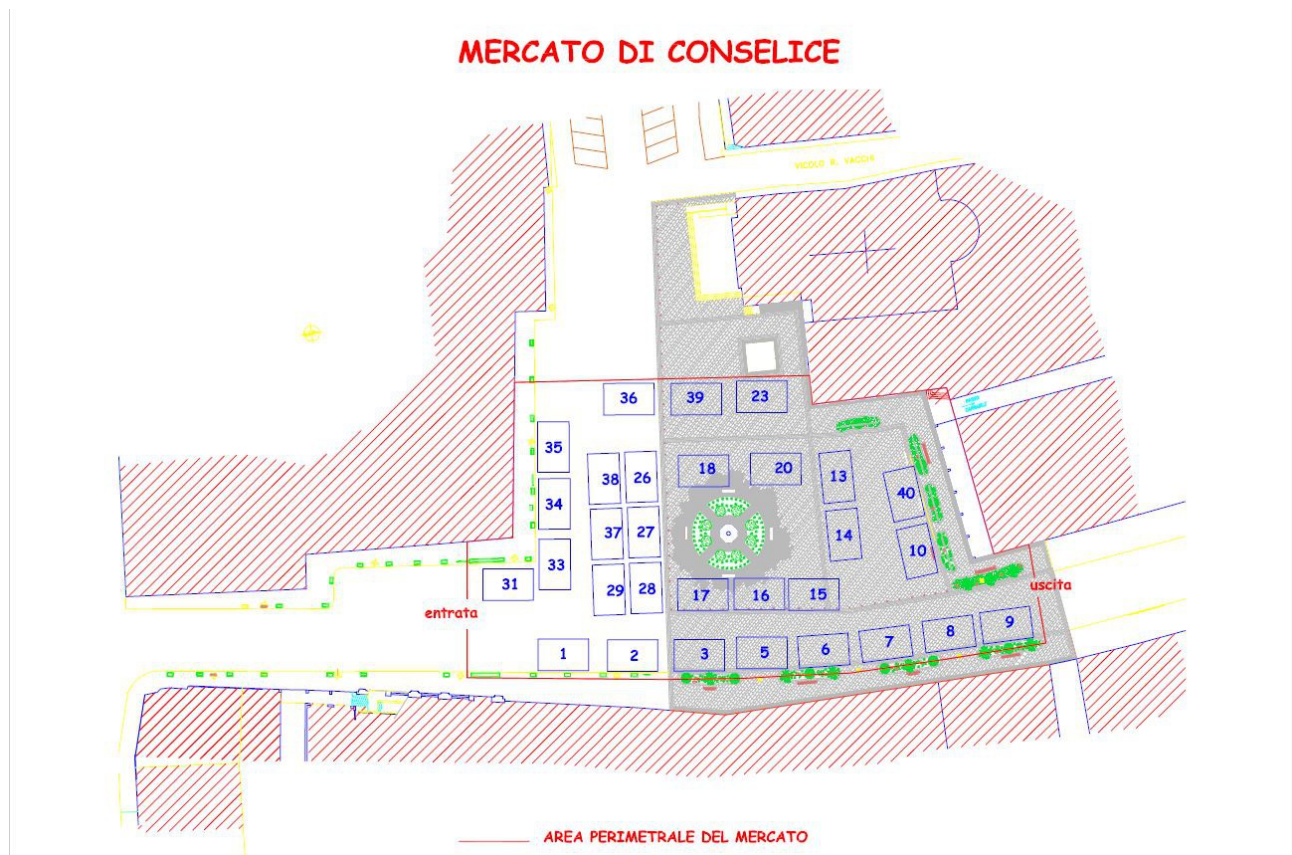 MERCATO DI CONSELICE
VICOLO R. VACCHI
36 39 23
35
38 26 18 20 13
34 40
37 27 14
33 10
31 29 28 17 16 15
entrata
uscita
1 2 3 5 6 7 8 9
AREA PERIMETRALE DEL MERCATO